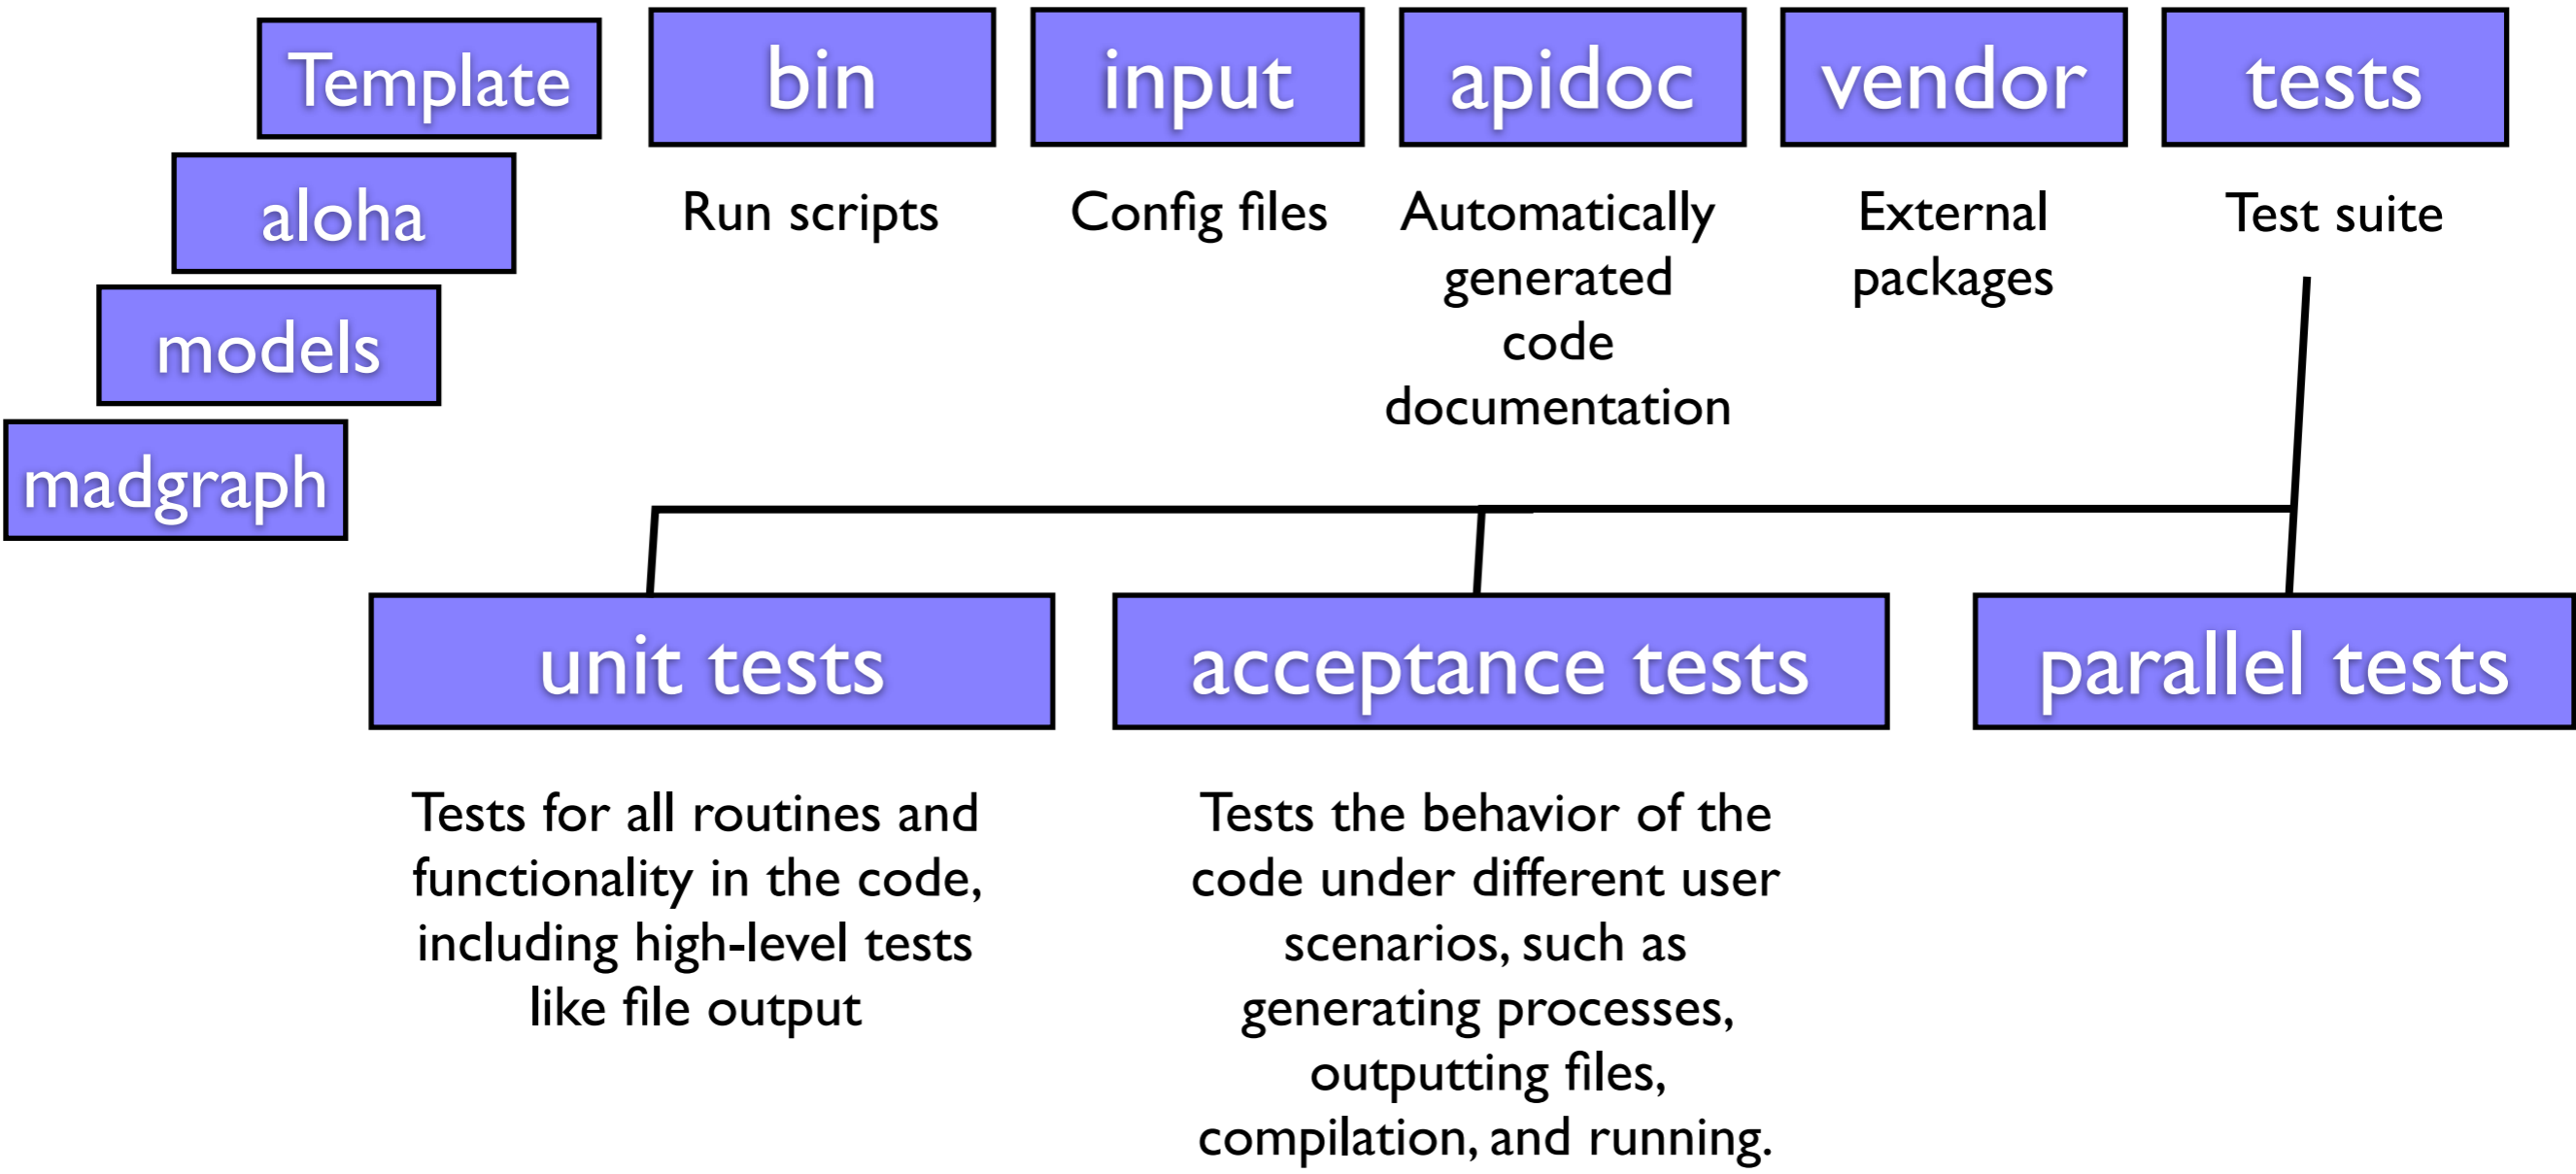 Template
bin
input
apidoc
vendor
tests
aloha
models
madgraph
Run scripts
Config files
Automatically
generated
code
documentation
External
packages
Test suite
unit tests
acceptance tests
parallel tests
Tests for all routines and
functionality in the code,
including high-level tests
like file output
Tests the behavior of the
code under different user
scenarios, such as
generating processes,
outputting files,
compilation, and running.